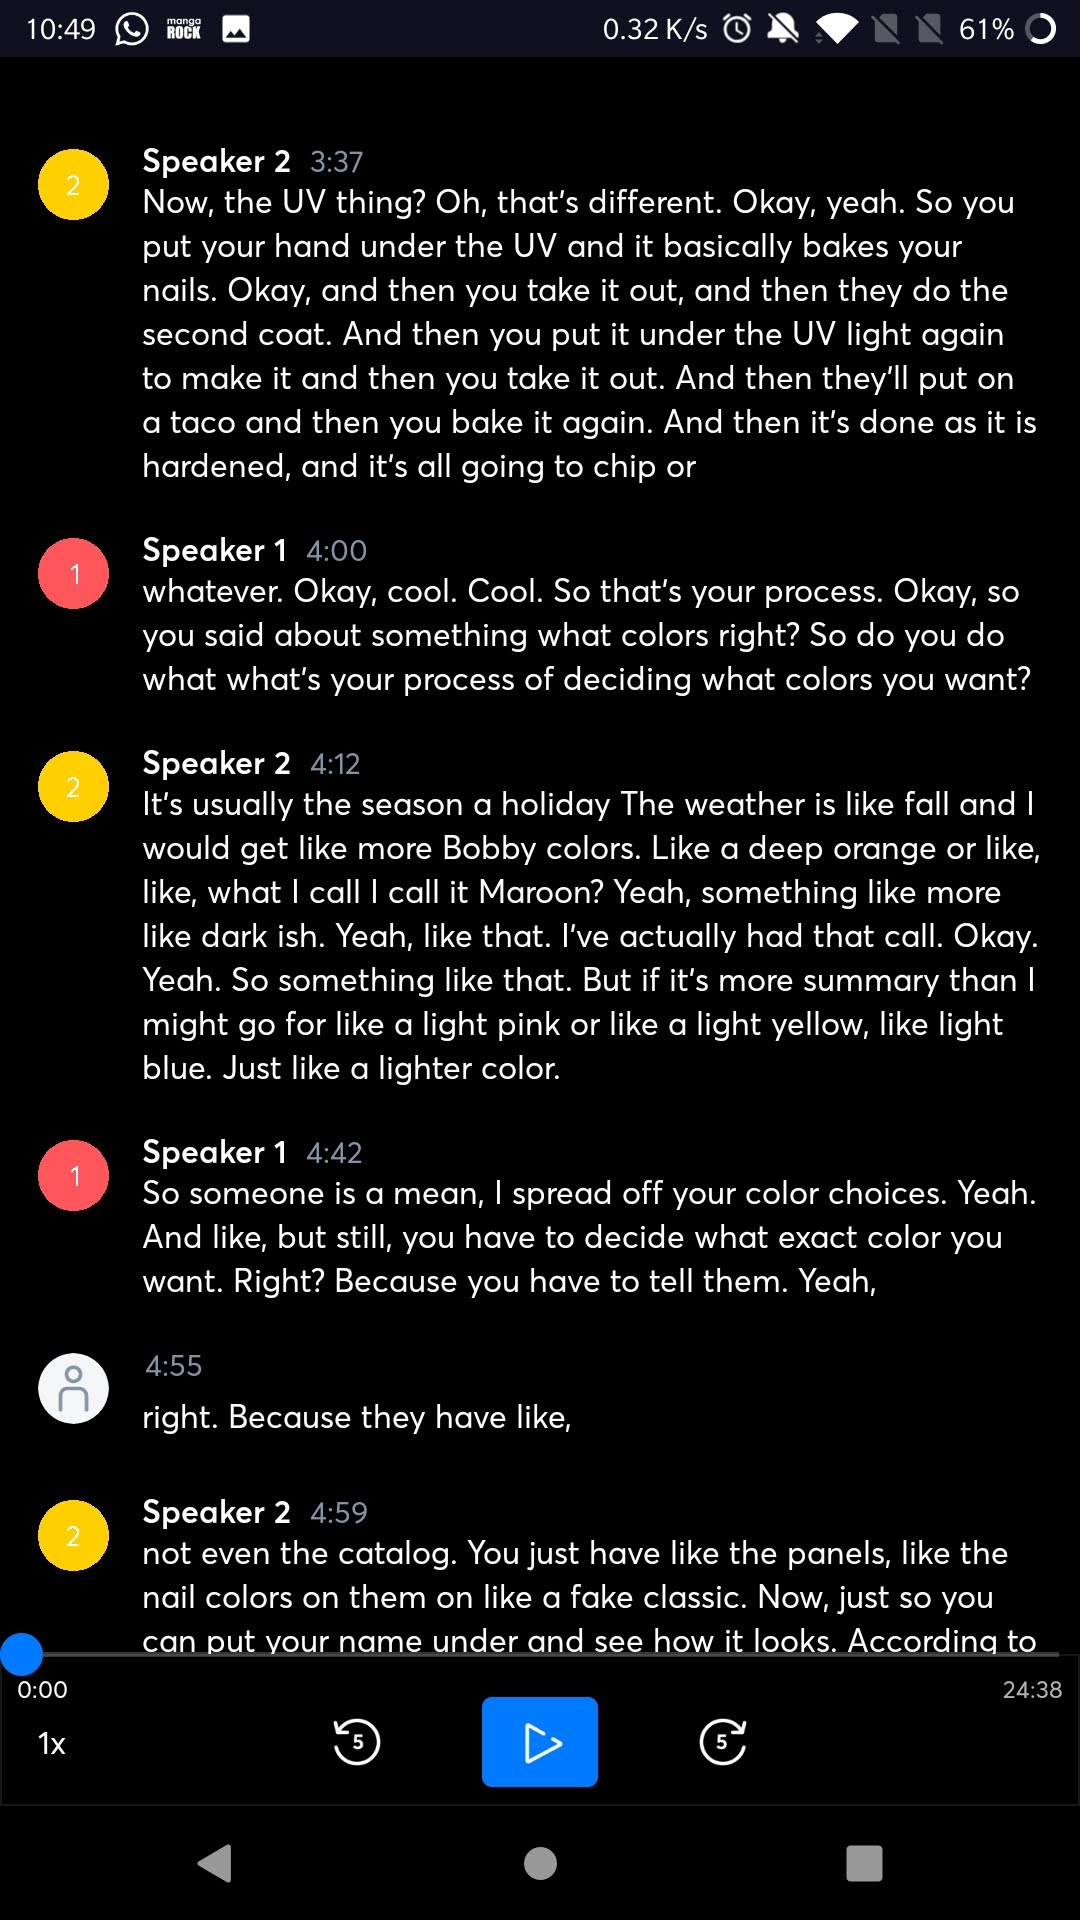 10:49 manga ROCK 0.32 K/s 61%
Speaker 2 3:37
Now, the UV thing? Oh, that's different. Okay, yeah. So you
put your hand under the UV and it basically bakes your
nails. Okay, and then you take it out, and then they do the
second coat. And then you put it under the UV light again
to make it and then you take it out. And then they'll put on
a taco and then you bake it again. And then it's done as it is
hardened, and it's all going to chip or
Speaker 1 4:00
whatever. Okay, cool. Cool. So that's your process. Okay, so
you said about something what colors right? So do you do
what what's your process of deciding what colors you want?
Speaker 2 4:12
It's usually the season a holiday The weather is like fall and I
would get like more Bobby colors. Like a deep orange or like,
like, what I call I call it Maroon? Yeah, something like more
like dark ish. Yeah, like that. I've actually had that call. Okay.
Yeah. So something like that. But if it's more summary than I
might go for like a light pink or like a light yellow, like light
blue. Just like a lighter color.
Speaker 1 4:42
So someone is a mean, I spread off your color choices. Yeah.
And like, but still, you have to decide what exact color you
want. Right? Because you have to tell them. Yeah,
4:55
right. Because they have like,
Speaker 2 4:59
not even the catalog. You just have like the panels, like the
nail colors on them on like a fake classic. Now, just so you
can put your name under and see how it looks. According to
0:00 24:38
1x 5 5
2
1
2
1
2